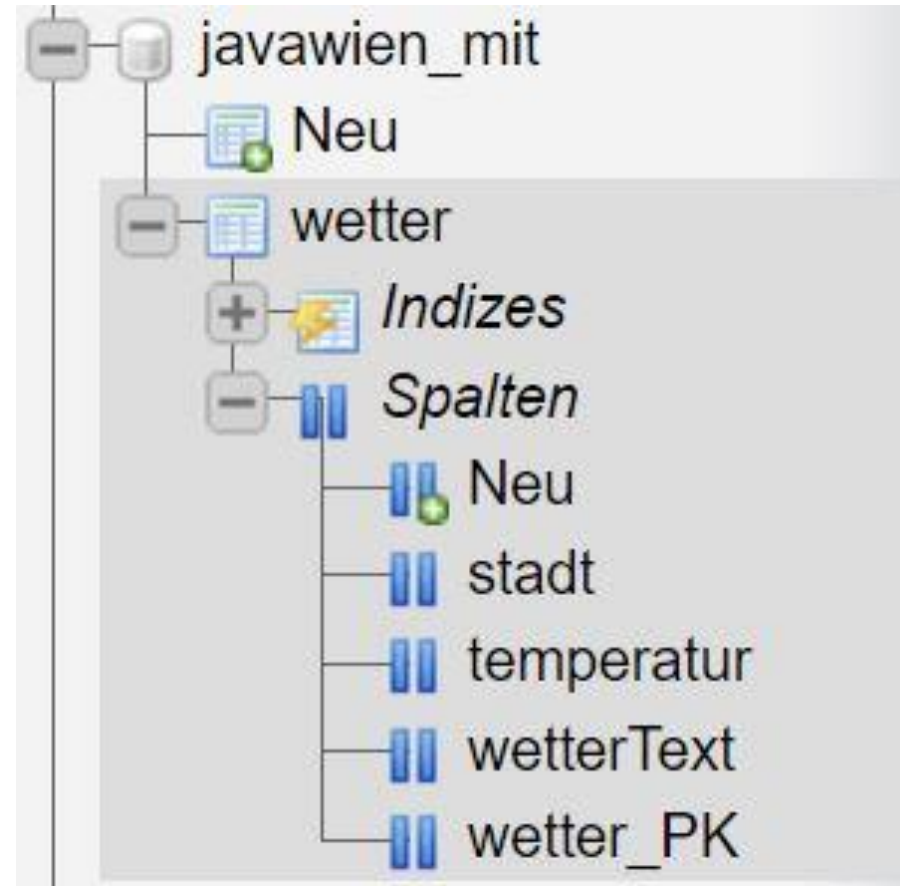 javawien_mit
Neu
wetter
Indizes
Spalten
Neu
stadt
temperatur
wetterText
wetter_PK